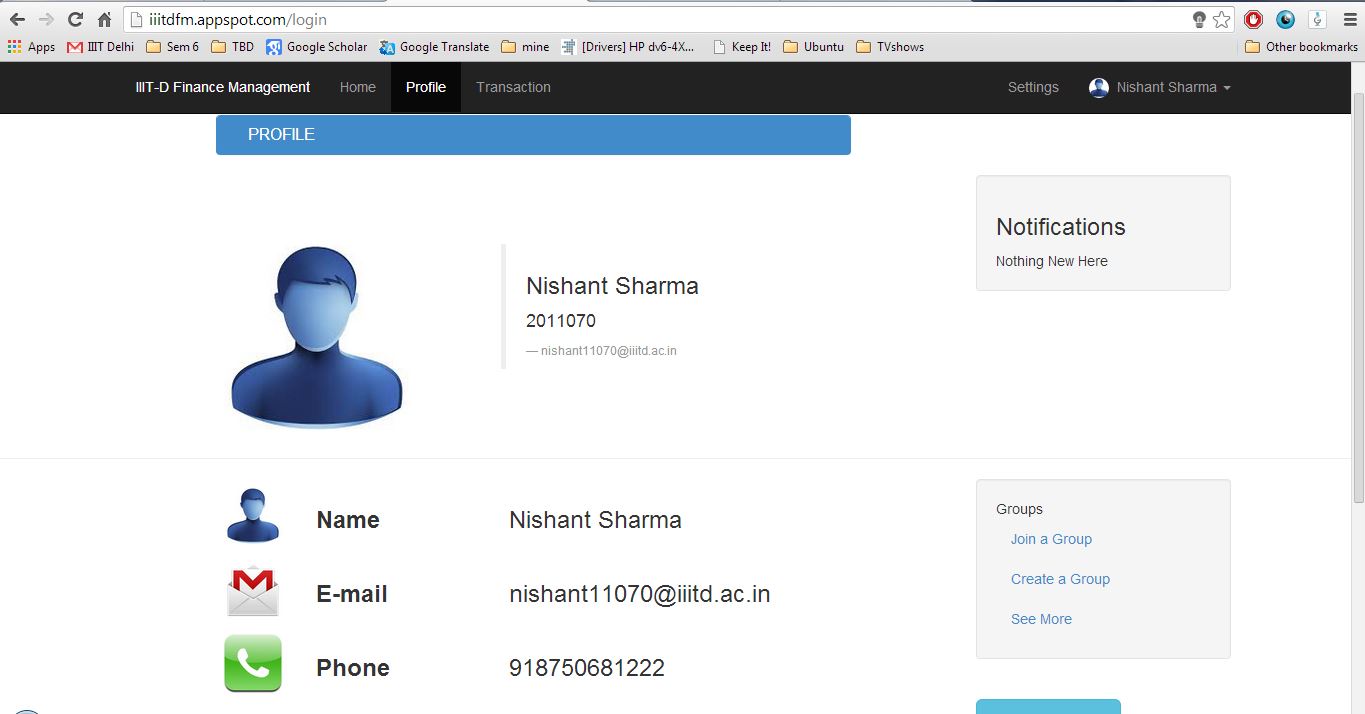 iiitdfm.appspot.com/login
Apps IIIT Delhi Sem 6 TBD Google Scholar Google Translate mine [Drivers] HP dv6-4X... Keep It! Ubuntu TVshows Other bookmarks
IIIT-D Finance Management Home Profile Transaction Settings Nishant Sharma
PROFILE
Notifications
Nothing New Here
Nishant Sharma
2011070
— nishant11070@iiitd.ac.in
Name Nishant Sharma
E-mail nishant11070@iiitd.ac.in
Phone 918750681222
Groups
Join a Group
Create a Group
See More